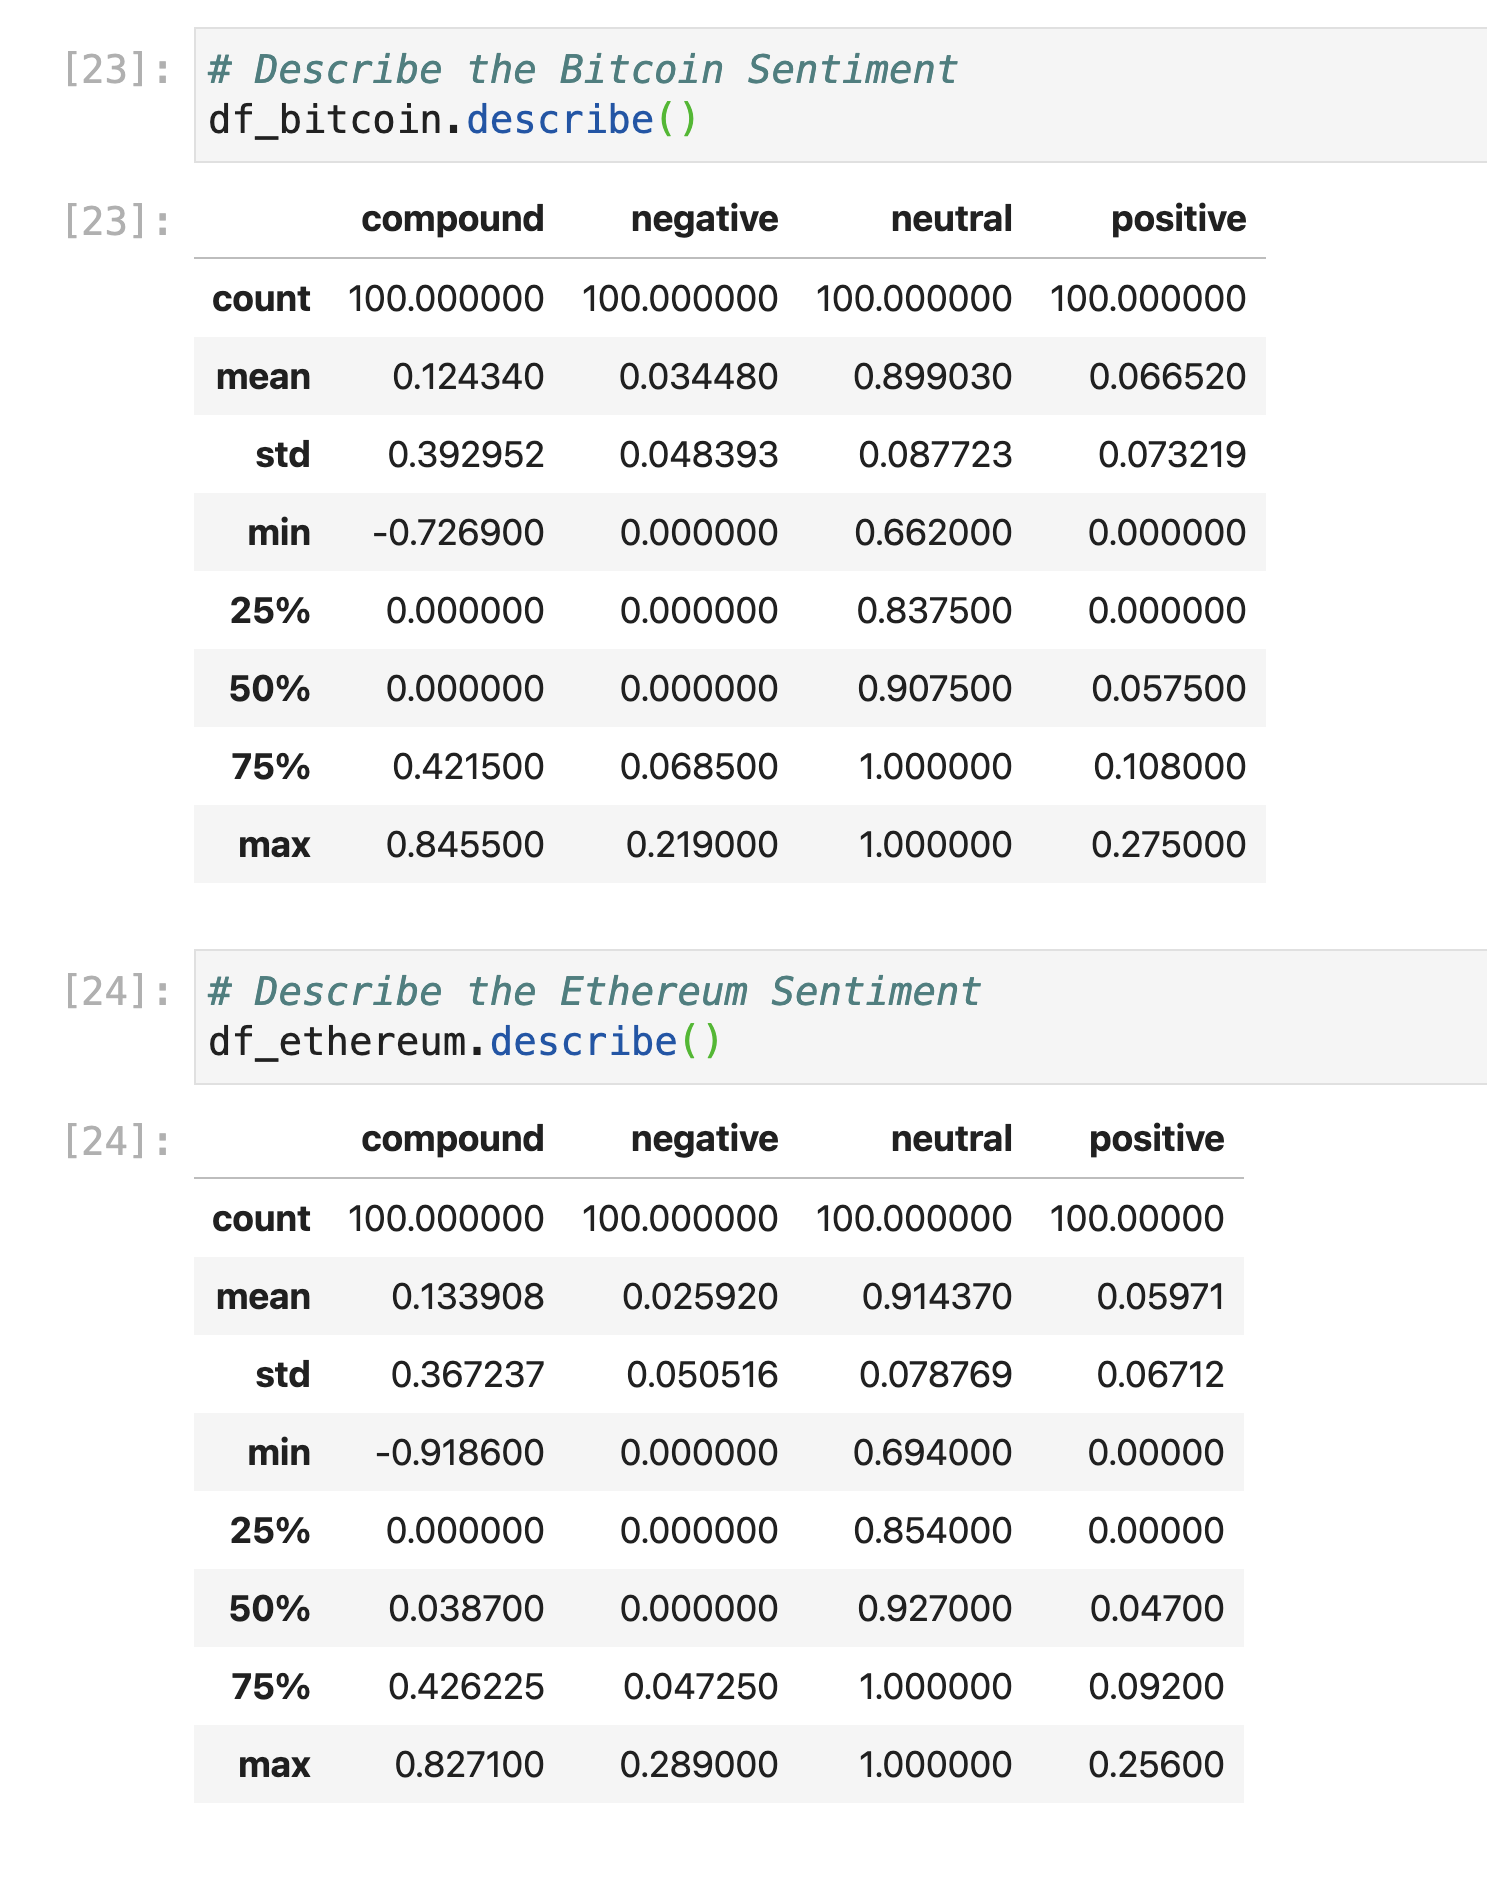 [23]: # Describe the Bitcoin Sentiment
df_bitcoin.describe()
[23]: compound negative neutral positive
count 100.000000 100.000000 100.000000 100.000000
mean 0.124340 0.034480 0.899030 0.066520
std 0.392952 0.048393 0.087723 0.073219
min -0.726900 0.000000 0.662000 0.000000
25% 0.000000 0.000000 0.837500 0.000000
50% 0.000000 0.000000 0.907500 0.057500
75% 0.421500 0.068500 1.000000 0.108000
max 0.845500 0.219000 1.000000 0.275000
[24]: # Describe the Ethereum Sentiment
df_ethereum.describe()
[24]: compound negative neutral positive
count 100.000000 100.000000 100.000000 100.00000
mean 0.133908 0.025920 0.914370 0.05971
std 0.367237 0.050516 0.078769 0.06712
min -0.918600 0.000000 0.694000 0.00000
25% 0.000000 0.000000 0.854000 0.00000
50% 0.038700 0.000000 0.927000 0.04700
75% 0.426225 0.047250 1.000000 0.09200
max 0.827100 0.289000 1.000000 0.25600